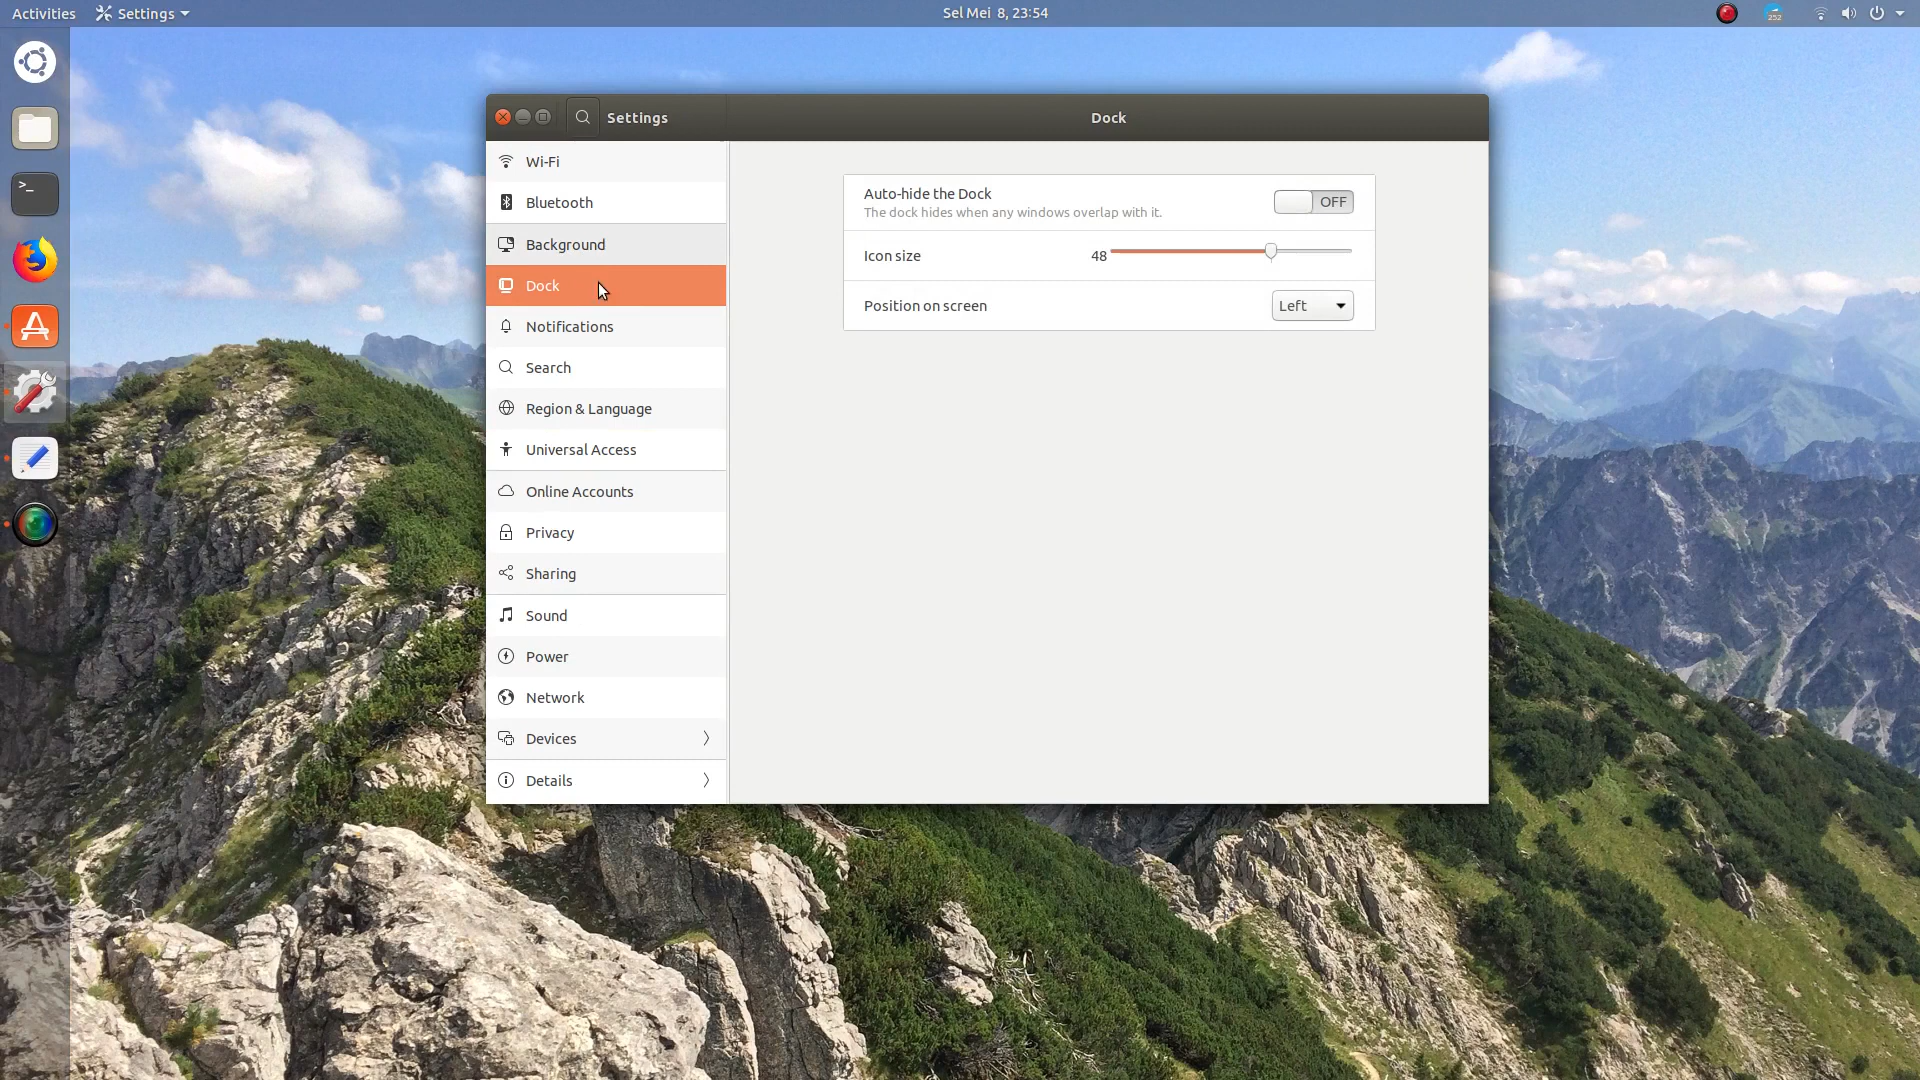 Activities
Settings
Sel Mei 8, 23:54
252
Settings
Dock
Wi-Fi
Bluetooth
Background
Dock
Notifications
Search
Region & Language
Universal Access
Online Accounts
Privacy
Sharing
Sound
Power
Network
Devices
Details
Auto-hide the Dock
OFF
The dock hides when any windows overlap with it.
Icon size
48
Position on screen
Left
>_